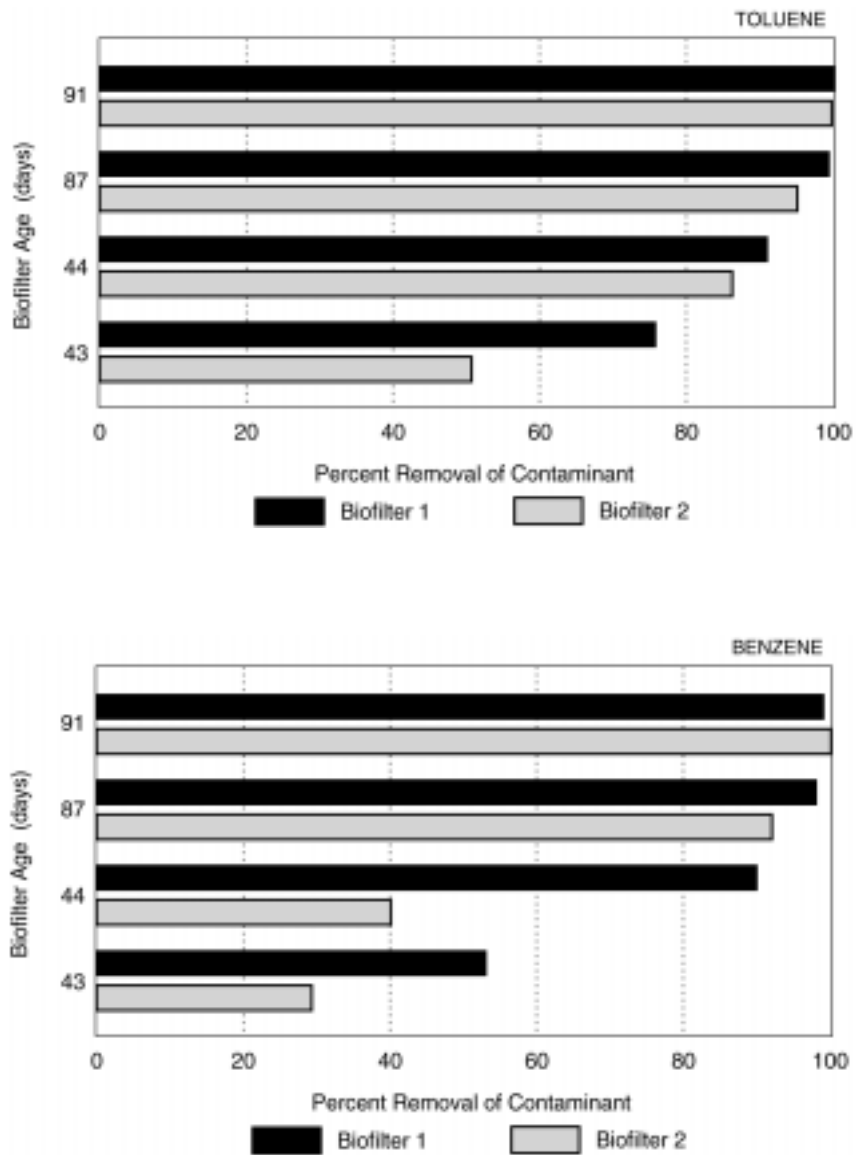 TOLUENE
91
87
44
43
Biofilter Age (days)
0 20 40 60 80 100
Percent Removal of Contaminant
Biofilter 1 Biofilter 2
BENZENE
91
87
44
43
Biofilter Age (days)
0 20 40 60 80 100
Percent Removal of Contaminant
Biofilter 1 Biofilter 2